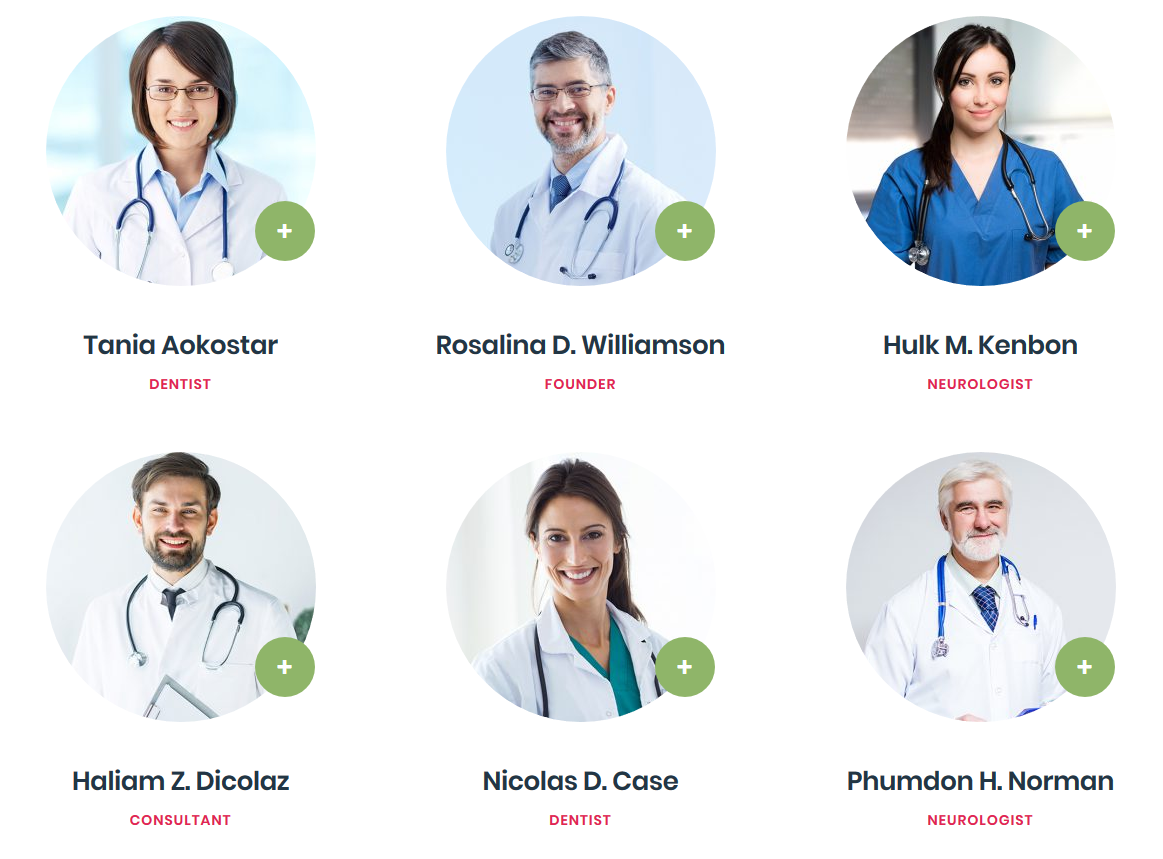 +
+
+
Tania Aokostar
Rosalina D. Williamson
Hulk M. Kenbon
DENTIST
FOUNDER
NEUROLOGIST
+
+
+
Haliam Z. Dicolaz
Nicolas D. Case
Phumdon H. Norman
CONSULTANT
DENTIST
NEUROLOGIST